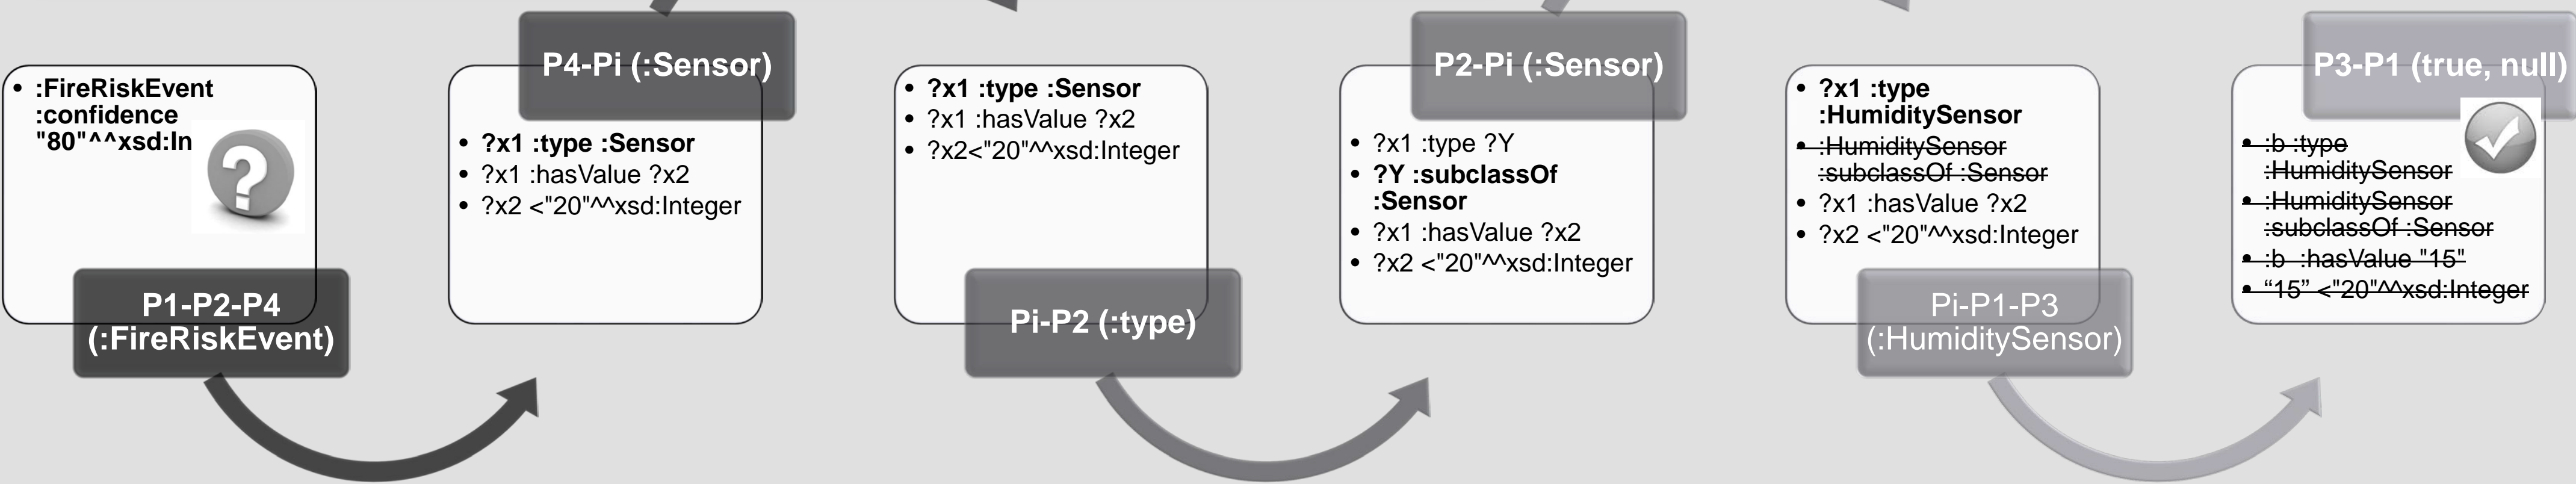 • :FireRiskEvent
:confidence
"80"^^xsd:In
P1-P2-P4
(:FireRiskEvent)
P4-Pi (:Sensor)
• ?x1 :type :Sensor
• ?x1 :hasValue ?x2
• ?x2 <"20"^^xsd:Integer
• ?x1 :type :Sensor
• ?x1 :hasValue ?x2
• ?x2<"20"^^xsd:Integer
Pi-P2 (:type)
P2-Pi (:Sensor)
• ?x1 :type ?Y
• ?Y :subclassOf
:Sensor
• ?x1 :hasValue ?x2
• ?x2 <"20"^^xsd:Integer
• ?x1 :type
:HumiditySensor
• :HumiditySensor
:subclassOf :Sensor
• ?x1 :hasValue ?x2
• ?x2 <"20"^^xsd:Integer
Pi-P1-P3
(:HumiditySensor)
P3-P1 (true, null)
• :b :type
:HumiditySensor
• :HumiditySensor
:subclassOf :Sensor
• :b :hasValue "15"
• “15” <"20"^^xsd:Integer